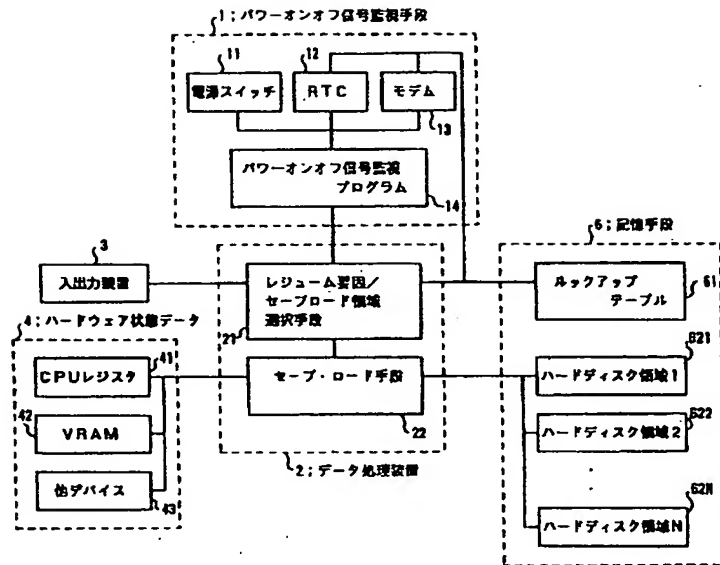 1;パワーオンオフ信号監視手段
11
12
電源スイッチ
RTC
モデム
13
パワーオンオフ信号監視
プログラム
14
3
入出力装置
レジューム要因/
セーブロード領域
選択手段
21
セーブ・ロード手段
22
2;データ処理装置
4;ハードウェア状態データ
41
CPUレジスタ
42
VRAM
他デバイス
43
6;記憶手段
ルックアップ
テーブル
61
621
ハードディスク領域1
622
ハードディスク領域2
62N
ハードディスク領域N